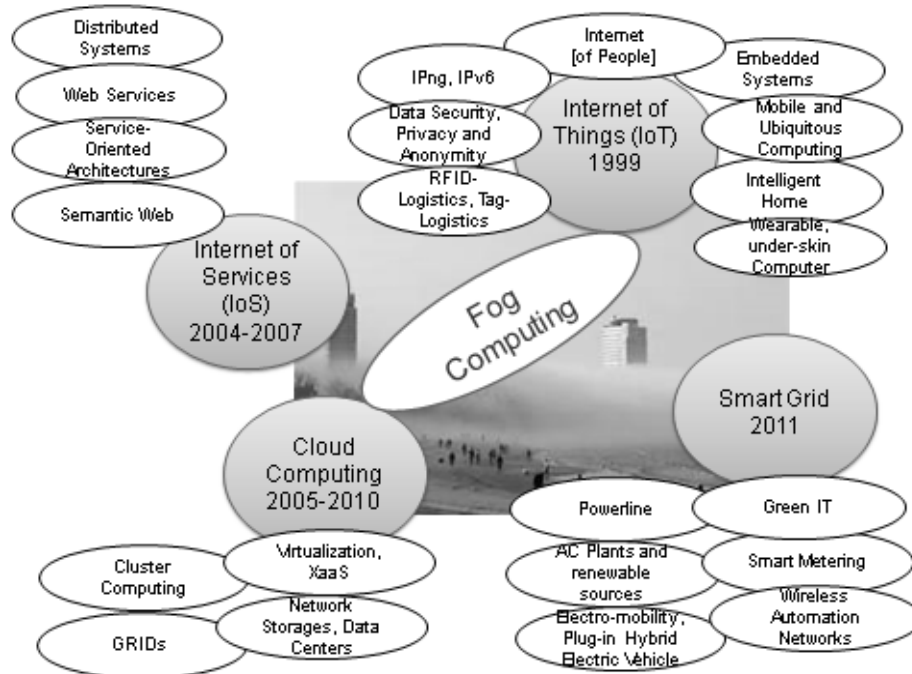 Distributed
Systems
Web Services
Service-
Oriented
Architectures
Semantic Web
Internet of
Services
(IoS)
2004-2007
Internet
[of People]
IPng, IPv6
Data Security,
Privacy and
Anonymity
RFID-
Logistics, Tag-
Logistics
Internet of
Things (IoT)
1999
Embedded
Systems
Mobile and
Ubiquitous
Computing
Intelligent
Home
Wearable,
under-skin
Computer
Fog
Computing
Smart Grid
2011
Cloud
Computing
2005-2010
Cluster
Computing
Virtualization,
XaaS
GRIDs
Network
Storages, Data
Centers
Powerline
Green IT
AC Plants and
renewable
sources
Smart Metering
Electro-mobility,
Plug-in Hybrid
Electric Vehicle
Wireless
Automation
Networks